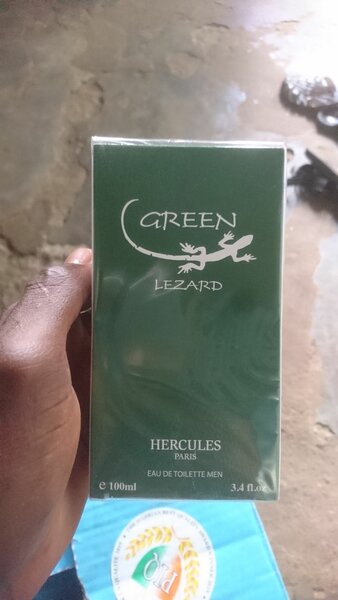 GREEN
LEZARD
HERCULES
PARIS
EAU DE TOILETTE MEN
e 100ml 3.4 fl.oz